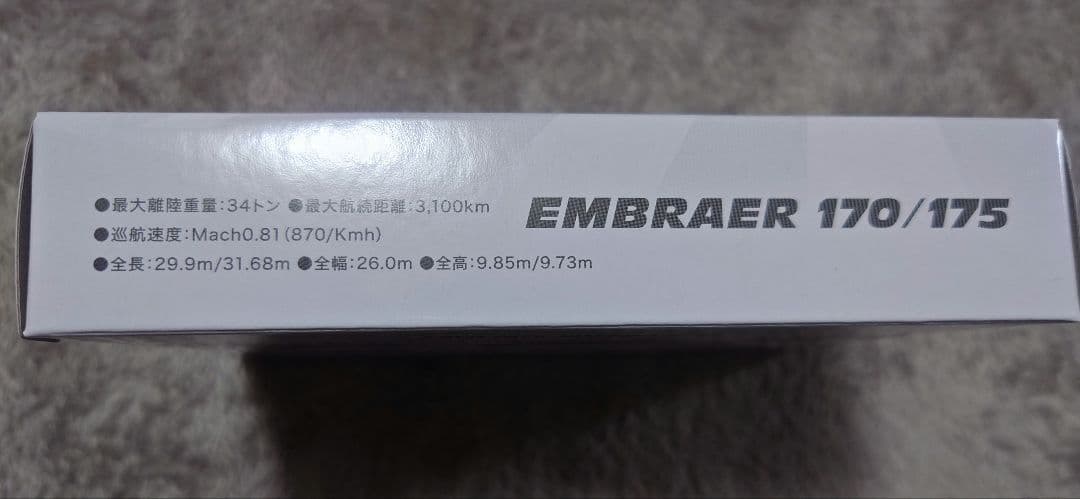 ●最大離陸重量:34トン ●最大航続距離:3,100km
●巡航速度:Mach0.81(870/Kmh)
●全長:29.9m/31.68m ●全幅:26.0m ●全高:9.85m/9.73m
EMBRAER 170/175